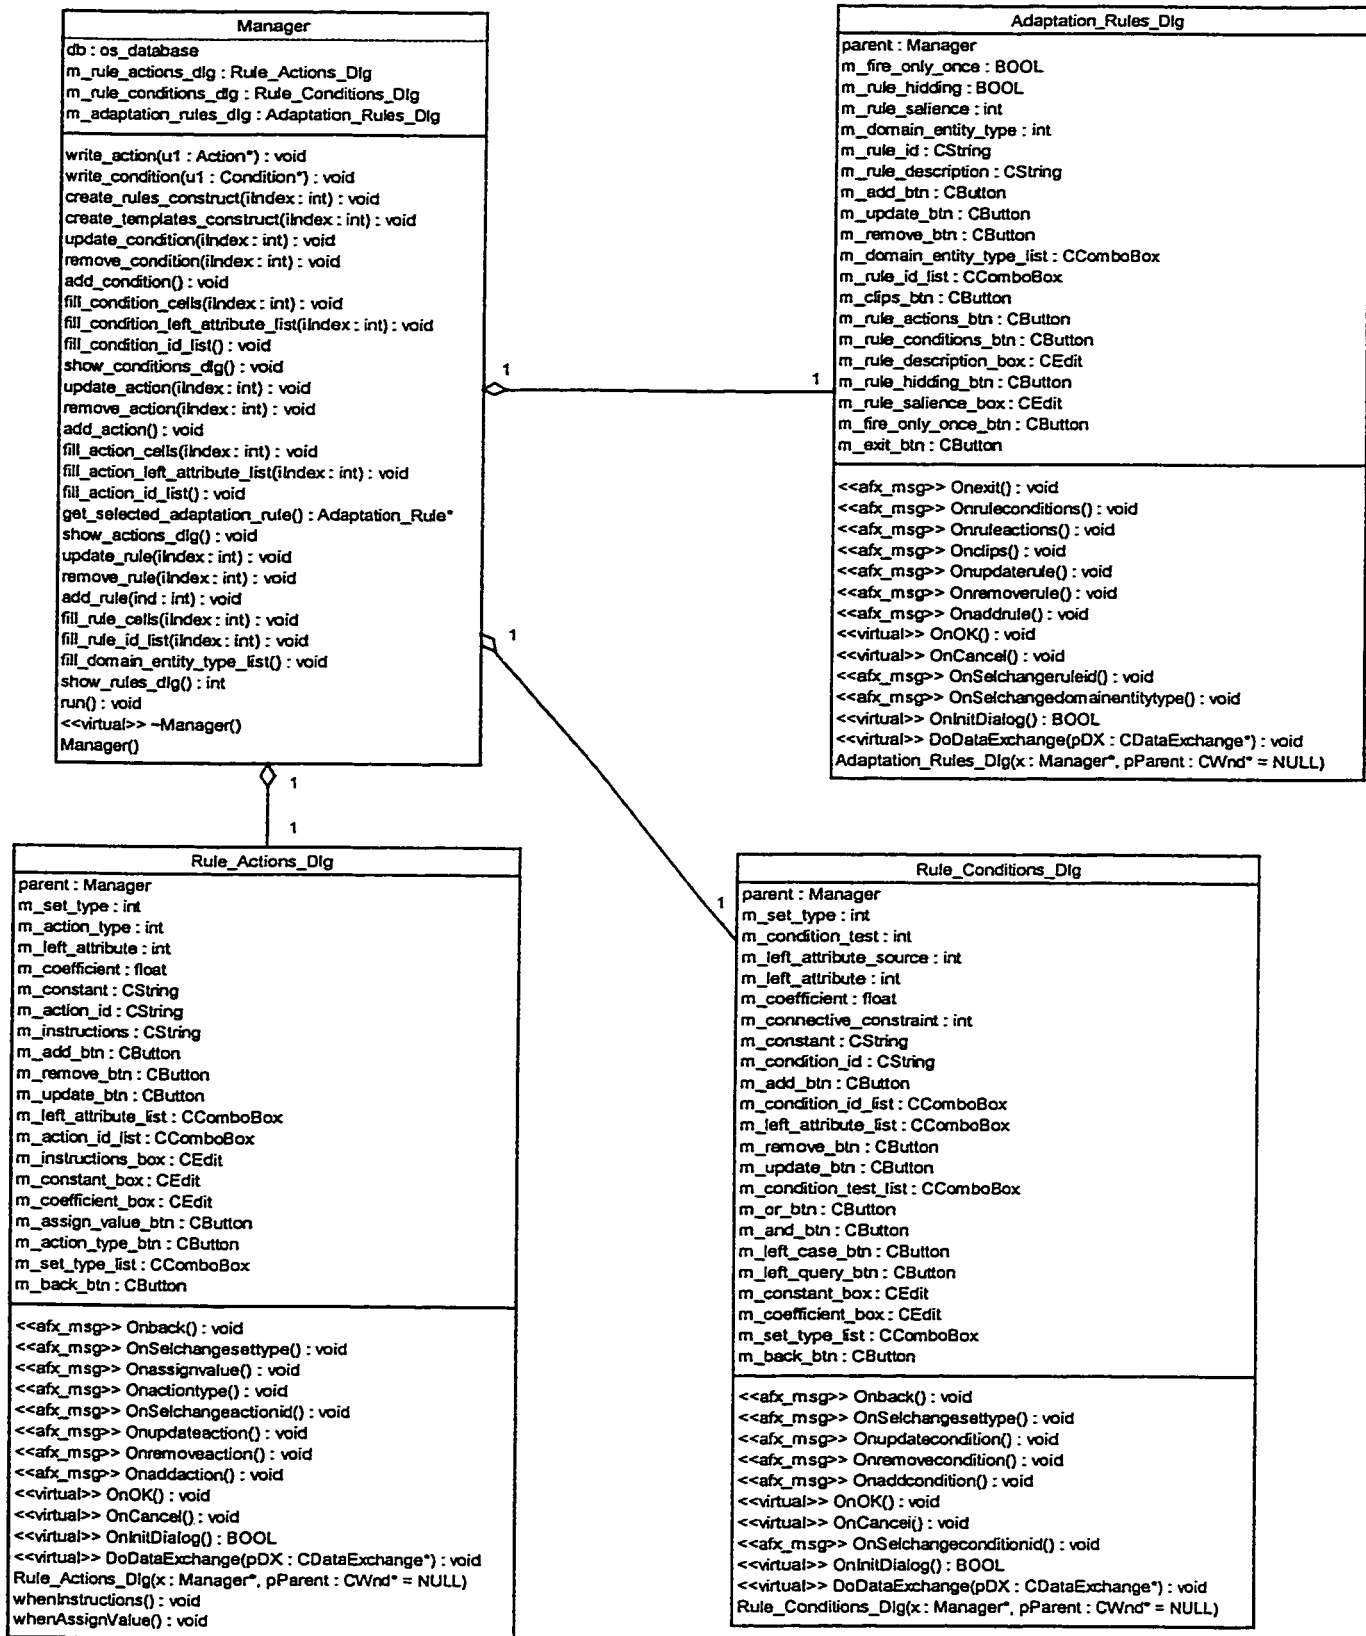 Manager
db : os_database
m_rule_actions_dlg : Rule_Actions_Dlg
m_rule_conditions_dlg : Rule_Conditions_Dlg
m_adaptation_rules_dlg : Adaptation_Rules_Dlg
write_action(u1 : Action*) : void
write_condition(u1 : Condition*) : void
create_rules_construct(iIndex : int) : void
create_templates_construct(iIndex : int) : void
update_condition(iIndex : int) : void
remove_condition(iIndex : int) : void
add_condition() : void
fill_condition_cells(iIndex : int) : void
fill_condition_left_attribute_list(iIndex : int) : void
fill_condition_id_list() : void
show_conditions_dlg() : void
update_action(iIndex : int) : void
remove_action(iIndex : int) : void
add_action() : void
fill_action_cells(iIndex : int) : void
fill_action_left_attribute_list(iIndex : int) : void
fill_action_id_list() : void
get_selected_adaptation_rule() : Adaptation_Rule*
show_actions_dlg() : void
update_rule(iIndex : int) : void
remove_rule(iIndex : int) : void
add_rule(ind : int) : void
fill_rule_cells(iIndex : int) : void
fill_rule_id_list(iIndex : int) : void
fill_domain_entity_type_list() : void
show_rules_dlg() : int
run() : void
<<virtual>> ~Manager()
Manager()
Adaptation_Rules_Dlg
parent : Manager
m_fire_only_once : BOOL
m_rule_hidding : BOOL
m_rule_salience : int
m_domain_entity_type : int
m_rule_id : CString
m_rule_description : CString
m_add_btn : CButton
m_update_btn : CButton
m_remove_btn : CButton
m_domain_entity_type_list : CComboBox
m_rule_id_list : CComboBox
m_clips_btn : CButton
m_rule_actions_btn : CButton
m_rule_conditions_btn : CButton
m_rule_description_box : CEdit
m_rule_hidding_btn : CButton
m_rule_salience_box : CEdit
m_fire_only_once_btn : CButton
m_exit_btn : CButton
<<afx_msg>> Onexit() : void
<<afx_msg>> Onruleconditions() : void
<<afx_msg>> Onruleactions() : void
<<afx_msg>> Onclips() : void
<<afx_msg>> Onupdaterule() : void
<<afx_msg>> Onremoverule() : void
<<afx_msg>> Onaddrule() : void
<<virtual>> OnOK() : void
<<virtual>> OnCancel() : void
<<afx_msg>> OnSelchangeruleid() : void
<<afx_msg>> OnSelchangedomainentitytype() : void
<<virtual>> OnInitDialog() : BOOL
<<virtual>> DoDataExchange(pDX : CDataExchange*) : void
Adaptation_Rules_Dlg(x : Manager*, pParent : CWnd* = NULL)
1
1
1
1
1
1
Rule_Actions_Dlg
parent : Manager
m_set_type : int
m_action_type : int
m_left_attribute : int
m_coefficient : float
m_constant : CString
m_action_id : CString
m_instructions : CString
m_add_btn : CButton
m_remove_btn : CButton
m_update_btn : CButton
m_left_attribute_list : CComboBox
m_action_id_list : CComboBox
m_instructions_box : CEdit
m_constant_box : CEdit
m_coefficient_box : CEdit
m_assign_value_btn : CButton
m_action_type_btn : CButton
m_set_type_list : CComboBox
m_back_btn : CButton
<<afx_msg>> Onback() : void
<<afx_msg>> OnSelchangesettype() : void
<<afx_msg>> Onassignvalue() : void
<<afx_msg>> Onactiontype() : void
<<afx_msg>> OnSelchangeactionid() : void
<<afx_msg>> Onupdateaction() : void
<<afx_msg>> Onremoveaction() : void
<<afx_msg>> Onaddaction() : void
<<virtual>> OnOK() : void
<<virtual>> OnCancel() : void
<<virtual>> OnInitDialog() : BOOL
<<virtual>> DoDataExchange(pDX : CDataExchange*) : void
Rule_Actions_Dlg(x : Manager*, pParent : CWnd* = NULL)
whenInstructions() : void
whenAssignValue() : void
Rule_Conditions_Dlg
parent : Manager
m_set_type : int
m_condition_test : int
m_left_attribute_source : int
m_left_attribute : int
m_coefficient : float
m_connective_constraint : int
m_constant : CString
m_condition_id : CString
m_add_btn : CButton
m_condition_id_list : CComboBox
m_left_attribute_list : CComboBox
m_remove_btn : CButton
m_update_btn : CButton
m_condition_test_list : CComboBox
m_or_btn : CButton
m_and_btn : CButton
m_left_case_btn : CButton
m_left_query_btn : CButton
m_constant_box : CEdit
m_coefficient_box : CEdit
m_set_type_list : CComboBox
m_back_btn : CButton
<<afx_msg>> Onback() : void
<<afx_msg>> OnSelchangesettype() : void
<<afx_msg>> Onupdatecondition() : void
<<afx_msg>> Onremovecondition() : void
<<afx_msg>> Onaddcondition() : void
<<virtual>> OnOK() : void
<<virtual>> OnCancel() : void
<<afx_msg>> OnSelchangeconditionid() : void
<<virtual>> OnInitDialog() : BOOL
<<virtual>> DoDataExchange(pDX : CDataExchange*) : void
Rule_Conditions_Dlg(x : Manager*, pParent : CWnd* = NULL)